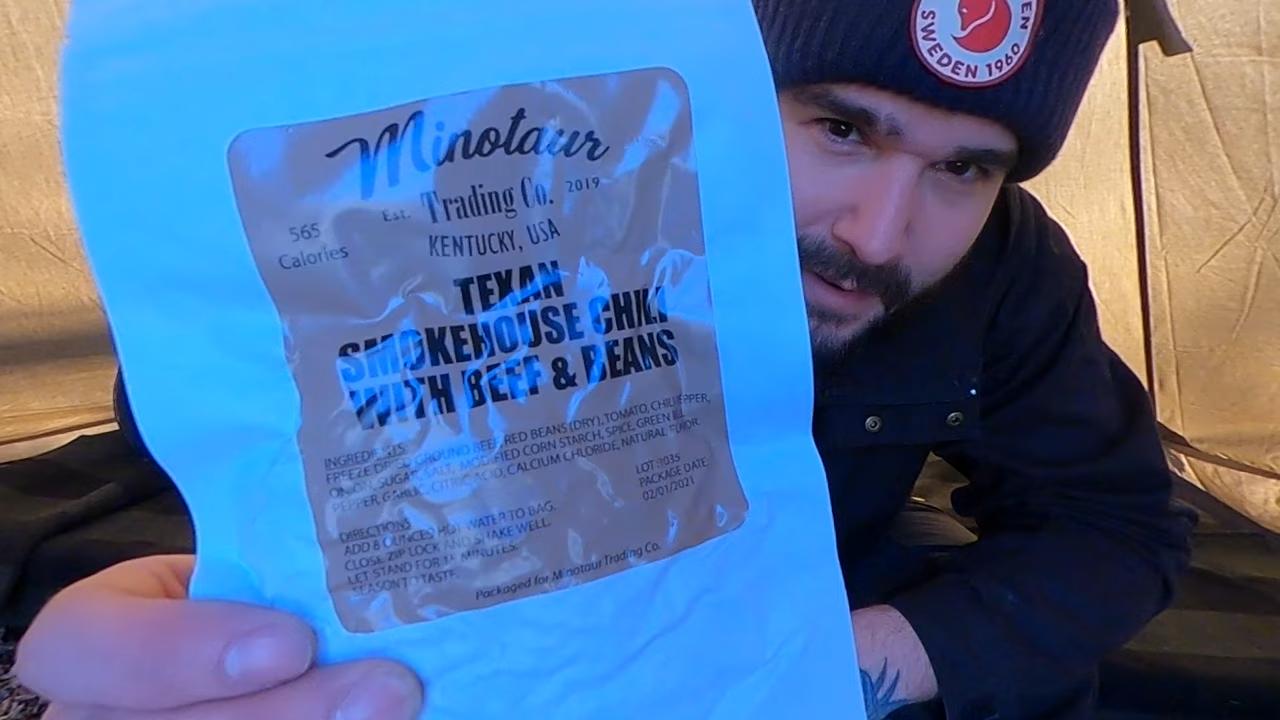 Minotaur
Est. Trading Co. 2019
KENTUCKY, USA
565
Calories
TEXAN
SMOKEHOUSE CHILI
WITH BEEF & BEANS
INGREDIENTS:
FREEZE DRIED GROUND BEEF, RED BEANS (DRY), TOMATO, CHILI PEPPER,
ONION, SUGAR, SALT, MODIFIED CORN STARCH, SPICE, GREEN BELL
PEPPER, GARLIC, CITRIC ACID, CALCIUM CHLORIDE, NATURAL FLAVOR.
LOT:
PACKAGE DATE:
02/01/2021
DIRECTIONS
ADD 8 OUNCES HOT WATER TO BAG.
CLOSE ZIP LOCK AND SHAKE WELL.
LET STAND FOR MINUTES.
SEASON TO TASTE.
Packaged for Minotaur Trading Co.
SWEDEN 1960
EN